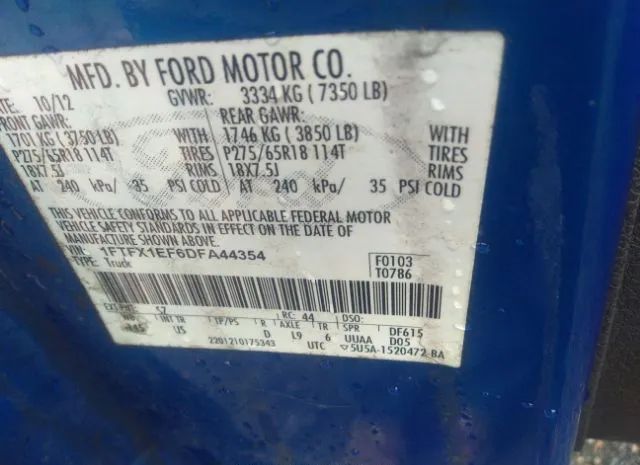 MFD. BY FORD MOTOR CO.
DATE: 10/12 GVWR: 3334 KG ( 7350 LB)
FRONT GAWR: REAR GAWR:
1701 KG ( 3750 LB) 1746 KG ( 3850 LB) WITH
P275/65R18 114T P275/65R18 114T TIRES
18X7.5J RIMS 18X7.5J RIMS
AT 240 kPa/ 35 PSI COLD AT 240 kPa/ 35 PSI COLD
THIS VEHICLE CONFORMS TO ALL APPLICABLE FEDERAL MOTOR
VEHICLE SAFETY STANDARDS IN EFFECT ON THE DATE OF
MANUFACTURE SHOWN ABOVE.
VIN: 1FTFX1EF6DFA44354 F0103
TYPE: Truck T0786
EXT SZ RC: 44 DSO:
INT TR TP/PS R AXLE TR SPR DF615
445 US D L9 6 UUAA D05
2201210175343 UTC ▽5U5A-1520472-BA